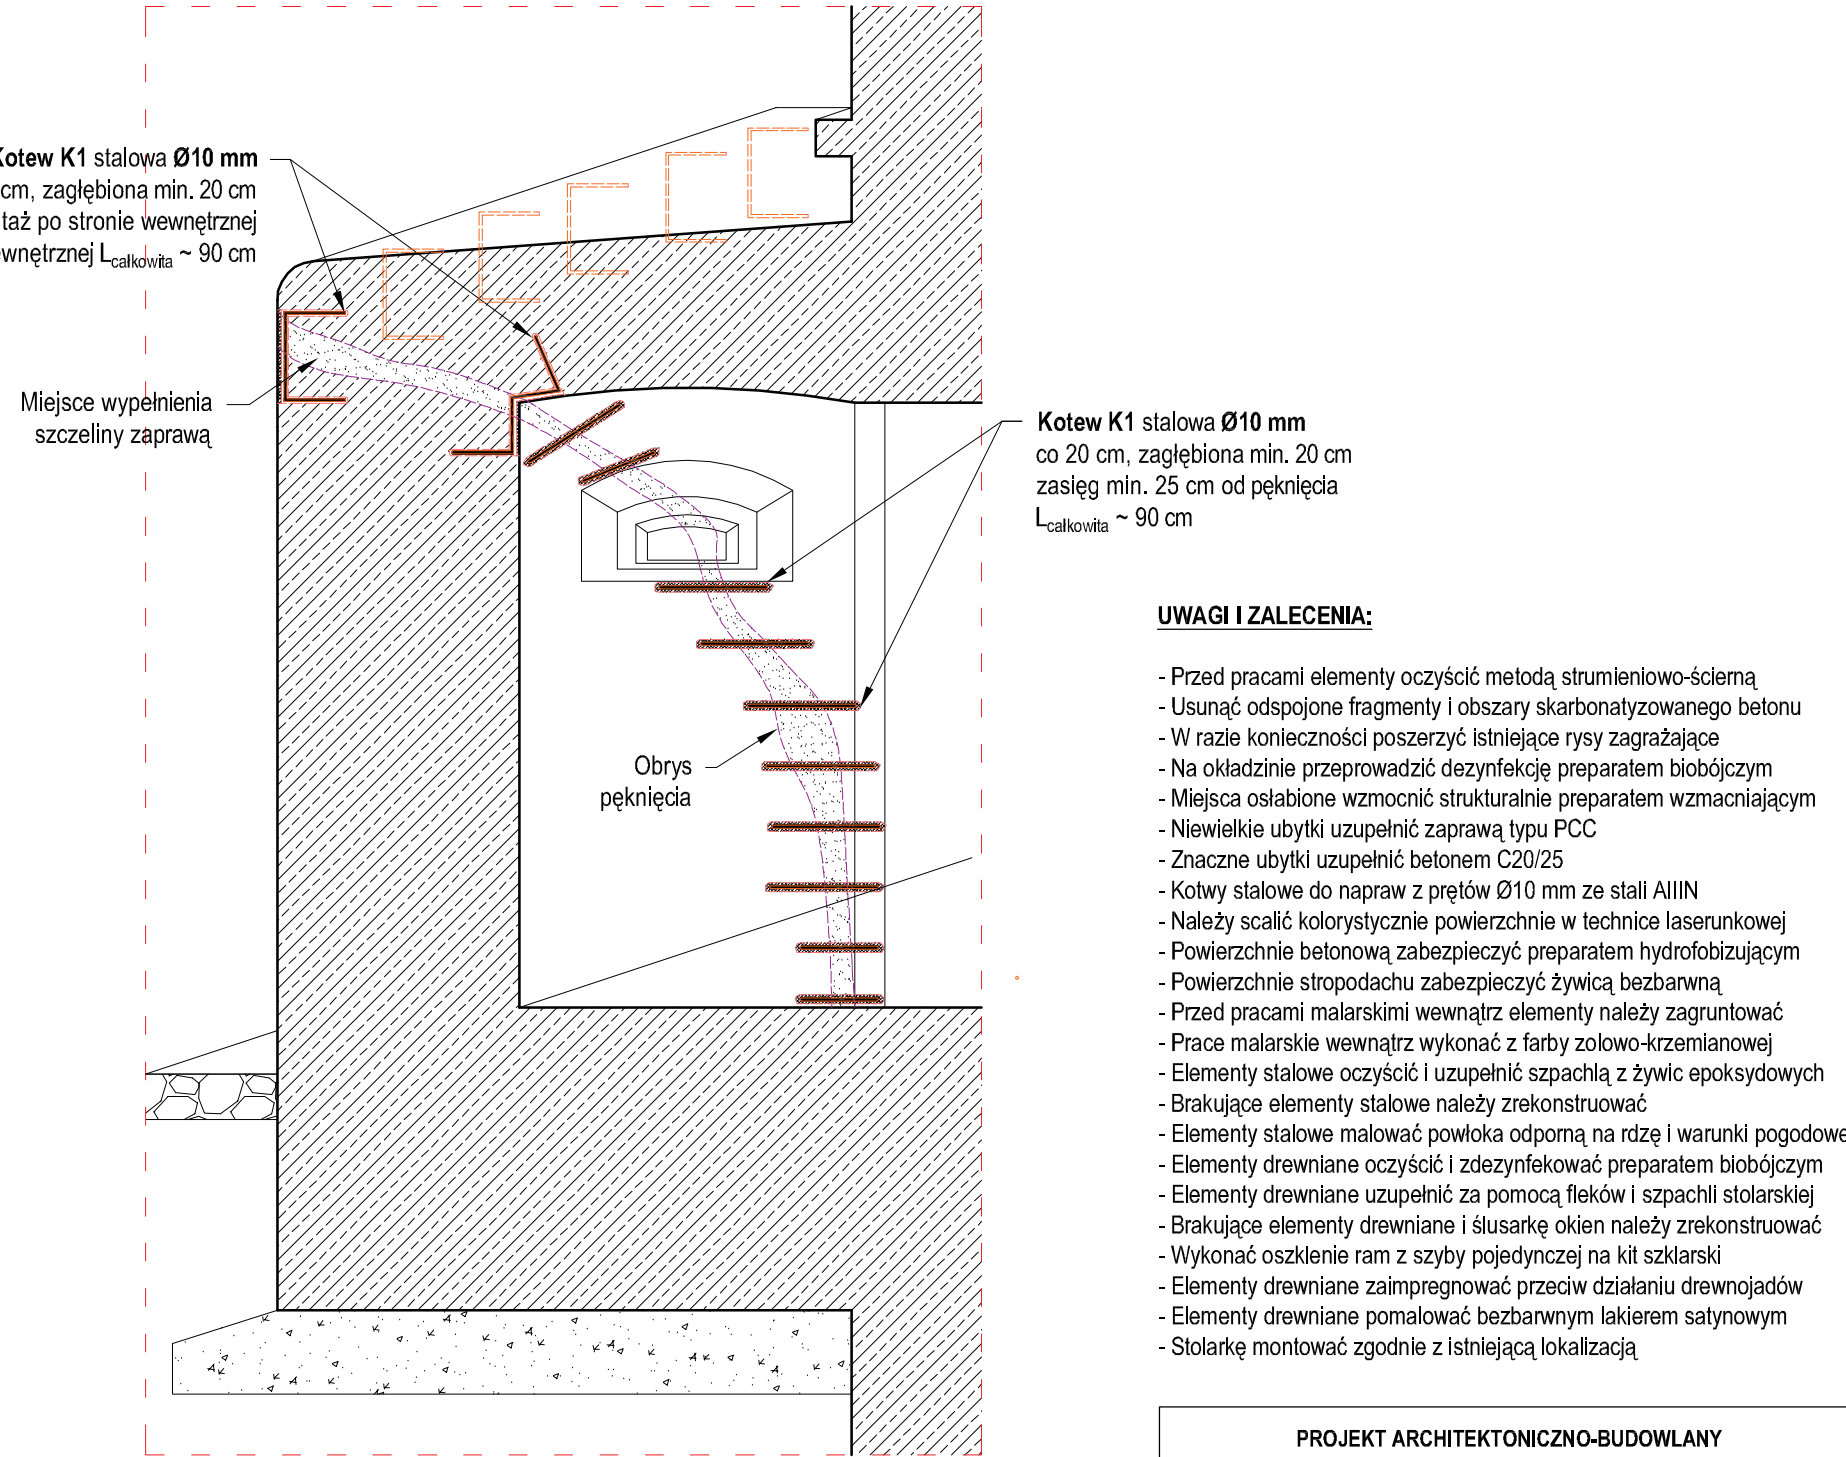 Kotew K1 stalowa Ø10 mm
cm, zagłębiona min. 20 cm
taż po stronie wewnętrznej
ewnętrznej Lcałkowita ~ 90 cm
Miejsce wypełnienia
szczeliny zaprawą
Kotew K1 stalowa Ø10 mm
co 20 cm, zagłębiona min. 20 cm
zasięg min. 25 cm od pęknięcia
Lcałkowita ~ 90 cm
Obrys
pęknięcia
UWAGI I ZALECENIA:
- Przed pracami elementy oczyścić metodą strumieniowo-ścierną
- Usunąć odspojone fragmenty i obszary skarbonatyzowanego betonu
- W razie konieczności poszerzyć istniejące rysy zagrażające
- Na okładzinie przeprowadzić dezynfekcję preparatem biobójczym
- Miejsca osłabione wzmocnić strukturalnie preparatem wzmacniającym
- Niewielkie ubytki uzupełnić zaprawą typu PCC
- Znaczne ubytki uzupełnić betonem C20/25
- Kotwy stalowe do napraw z prętów Ø10 mm ze stali AIIIN
- Należy scalić kolorystycznie powierzchnie w technice laserunkowej
- Powierzchnie betonową zabezpieczyć preparatem hydrofobizującym
- Powierzchnie stropodachu zabezpieczyć żywicą bezbarwną
- Przed pracami malarskimi wewnątrz elementy należy zagruntować
- Prace malarskie wewnątrz wykonać z farby zolowo-krzemianowej
- Elementy stalowe oczyścić i uzupełnić szpachlą z żywic epoksydowych
- Brakujące elementy stalowe należy zrekonstruować
- Elementy stalowe malować powłoka odporną na rdzę i warunki pogodowe
- Elementy drewniane oczyścić i zdezynfekować preparatem biobójczym
- Elementy drewniane uzupełnić za pomocą fleków i szpachli stolarskiej
- Brakujące elementy drewniane i ślusarkę okien należy zrekonstruować
- Wykonać oszklenie ram z szyby pojedynczej na kit szklarski
- Elementy drewniane zaimpregnować przeciw działaniu drewnojadów
- Elementy drewniane pomalować bezbarwnym lakierem satynowym
- Stolarkę montować zgodnie z istniejącą lokalizacją
PROJEKT ARCHITEKTONICZNO-BUDOWLANY